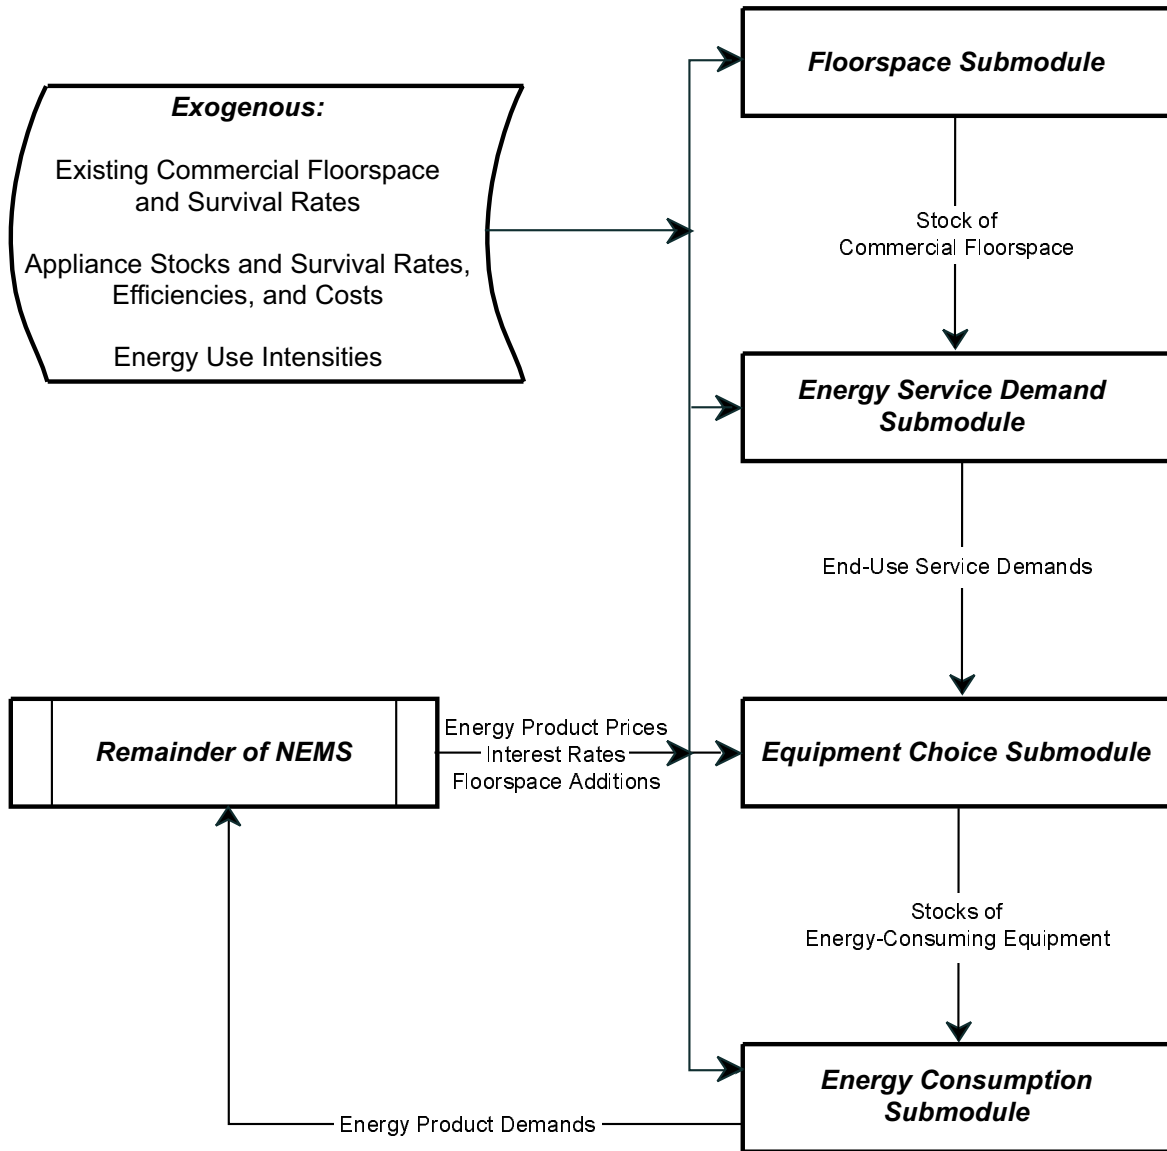 Floorspace Submodule
Exogenous:
Existing Commercial Floorspace
and Survival Rates
Appliance Stocks and Survival Rates,
Efficiencies, and Costs
Energy Use Intensities
Stock of
Commercial Floorspace
Energy Service Demand
Submodule
End-Use Service Demands
Remainder of NEMS
Energy Product Prices
Interest Rates
Floorspace Additions
Equipment Choice Submodule
Stocks of
Energy-Consuming Equipment
Energy Consumption
Submodule
Energy Product Demands